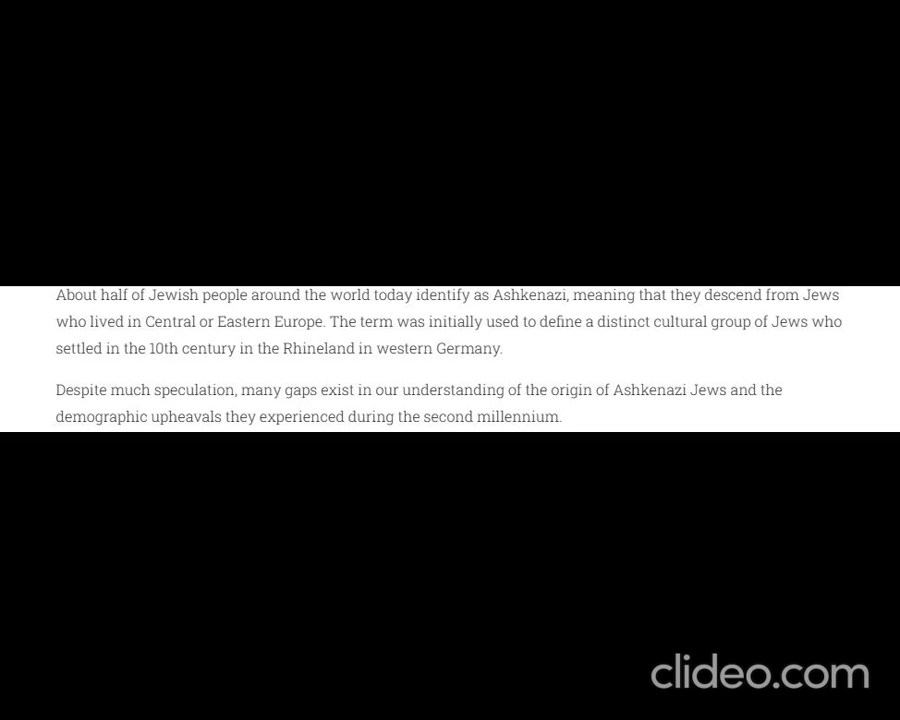 About half of Jewish people around the world today identify as Ashkenazi, meaning that they descend from Jews
who lived in Central or Eastern Europe. The term was initially used to define a distinct cultural group of Jews who
settled in the 10th century in the Rhineland in western Germany.
Despite much speculation, many gaps exist in our understanding of the origin of Ashkenazi Jews and the
demographic upheavals they experienced during the second millennium.
clideo.com